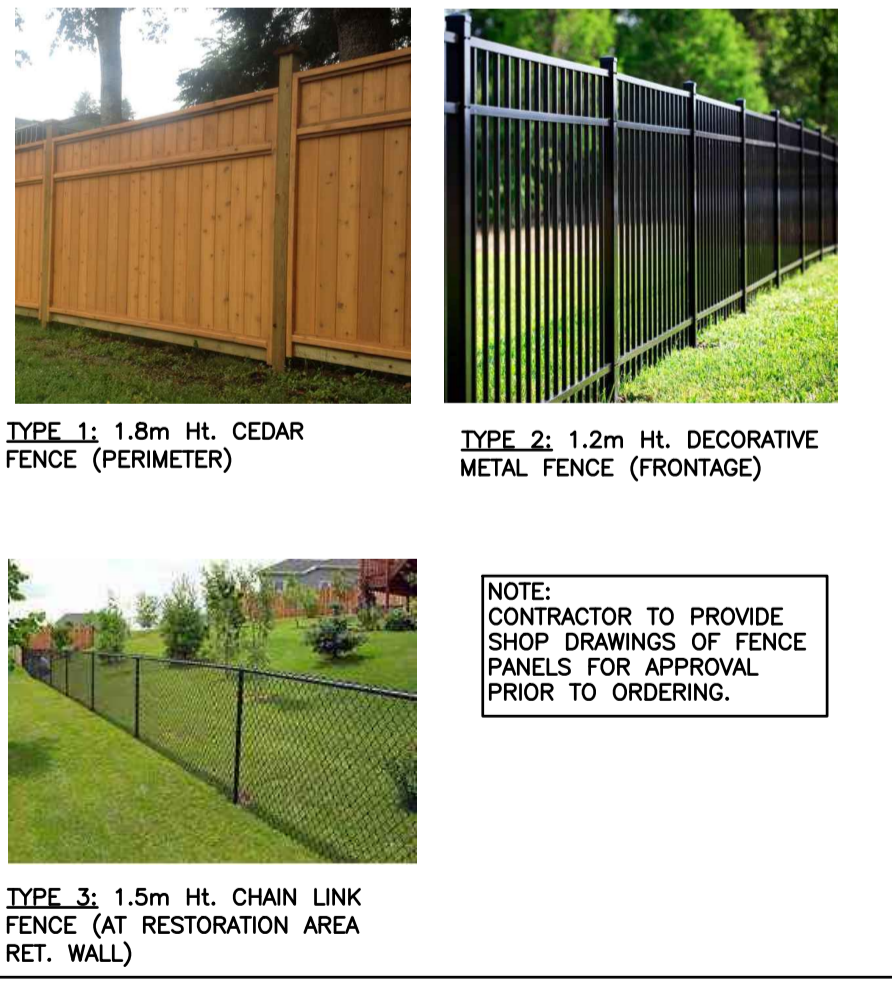 TYPE 1: 1.8m Ht. CEDAR
FENCE (PERIMETER)
TYPE 2: 1.2m Ht. DECORATIVE
METAL FENCE (FRONTAGE)
TYPE 3: 1.5m Ht. CHAIN LINK
FENCE (AT RESTORATION AREA
RET. WALL)
NOTE:
CONTRACTOR TO PROVIDE
SHOP DRAWINGS OF FENCE
PANELS FOR APPROVAL
PRIOR TO ORDERING.